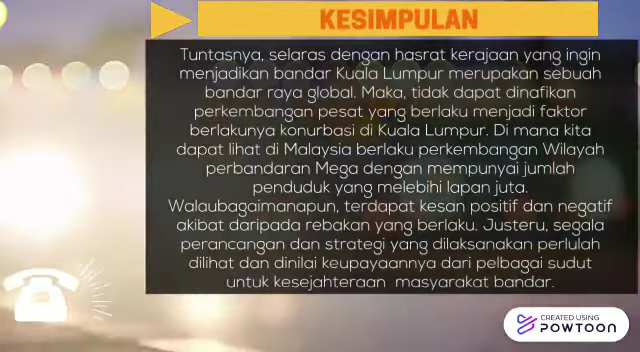 KESIMPULAN
Tuntasnya, selaras dengan hasrat kerajaan yang ingin
menjadikan bandar Kuala Lumpur merupakan sebuah
bandar raya global. Maka, tidak dapat dinafikan
perkembangan pesat yang berlaku menjadi faktor
berlakunya konurbasi di Kuala Lumpur. Di mana kita
dapat lihat di Malaysia berlaku perkembangan Wilayah
perbandaran Mega dengan mempunyai jumlah
penduduk yang melebihi lapan juta.
Walaubagaimanapun, terdapat kesan positif dan negatif
akibat daripada rebakan yang berlaku. Justeru, segala
perancangan dan strategi yang dilaksanakan perlulah
dilihat dan dinilai keupayaannya dari pelbagai sudut
untuk kesejahteraan masyarakat bandar.
CREATED USING
POWTOON